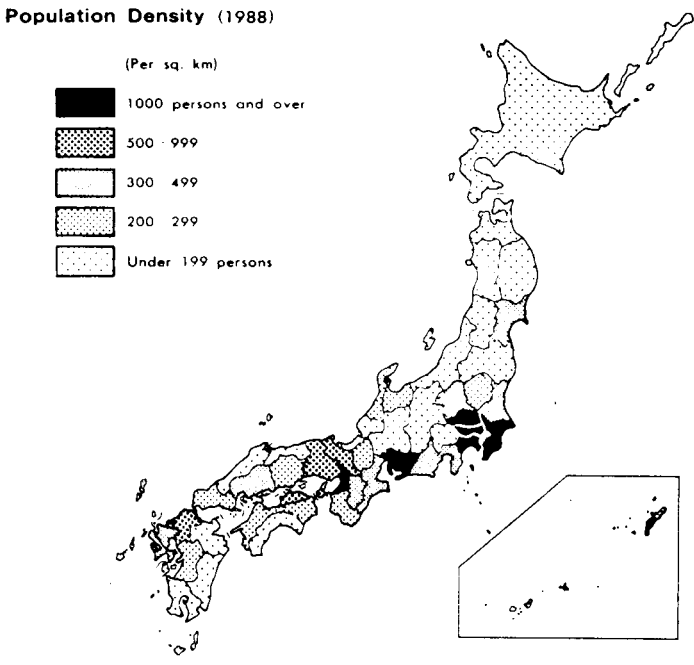 Population Density (1988)
(Per sq. km)
1000 persons and over
500 · 999
300 499
200 299
Under 199 persons